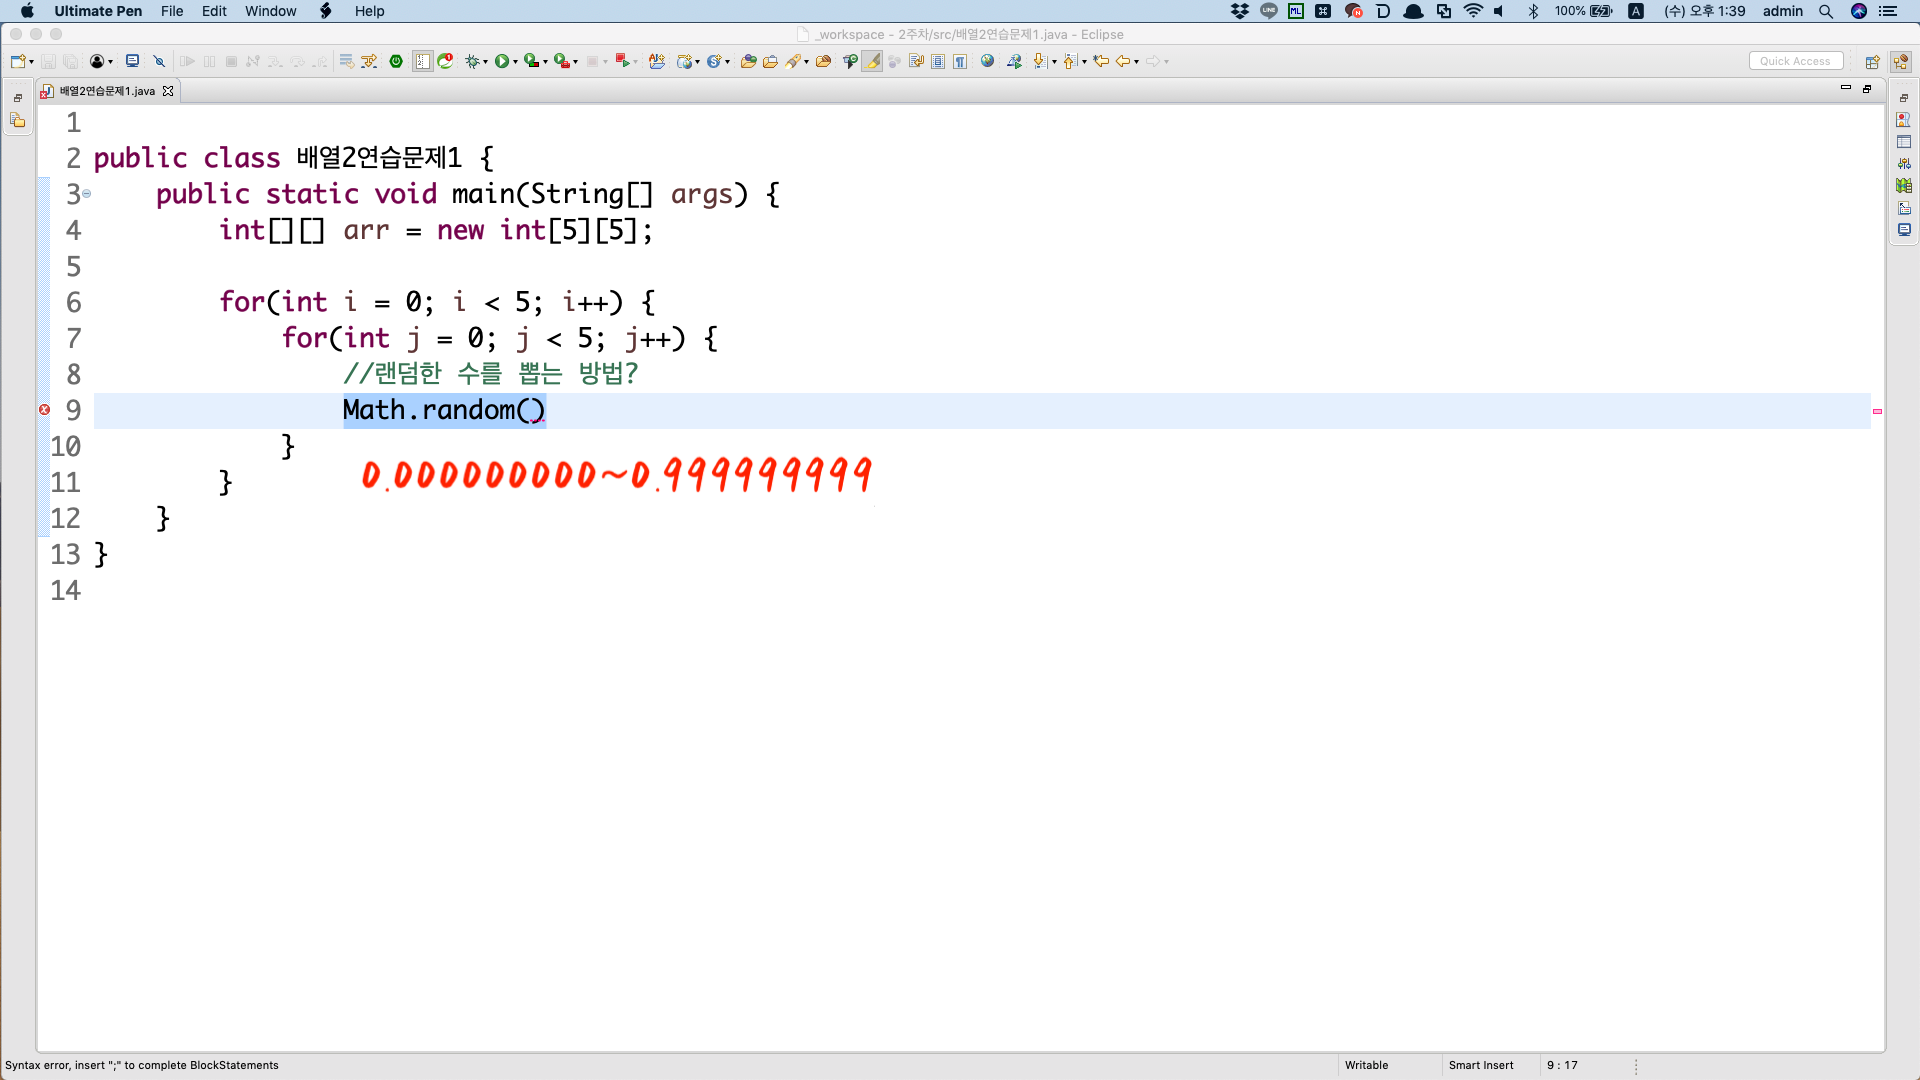 Ultimate Pen File Edit Window Help
LINE ML N 100% A (수) 오후 1:39 admin
_workspace - 2주차/src/배열2연습문제1.java - Eclipse
Quick Access
배열2연습문제1.java
1
2 public class 배열2연습문제1 {
3 public static void main(String[] args) {
4 int[][] arr = new int[5][5];
5
6 for(int i = 0; i < 5; i++) {
7 for(int j = 0; j < 5; j++) {
8 //랜덤한 수를 뽑는 방법?
9 Math.random()
10 }
0.000000000~0.999999999
11 }
12 }
13 }
14
Syntax error, insert ";" to complete BlockStatements Writable Smart Insert 9 : 17